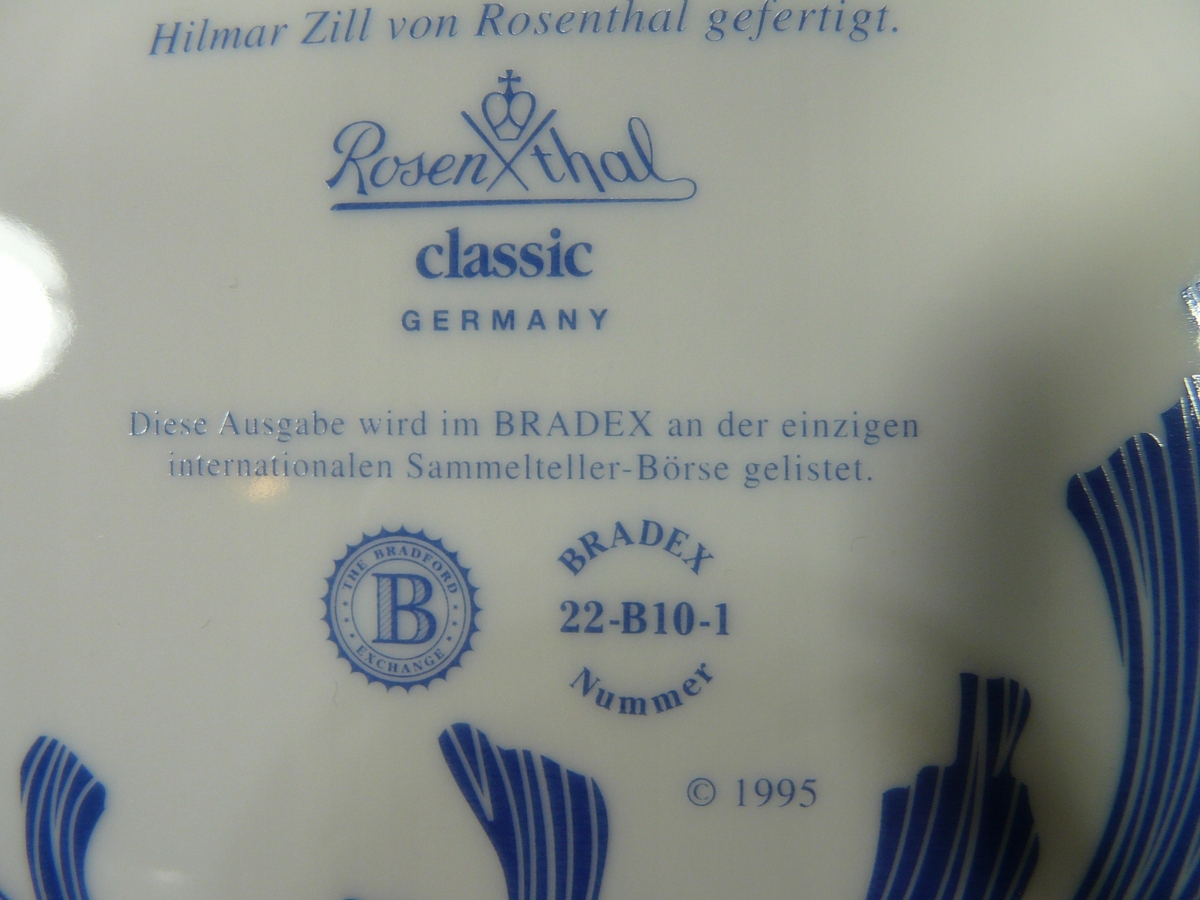 Hilmar Zill von Rosenthal gefertigt.
Rosenthal
classic
GERMANY
Diese Ausgabe wird im BRADEX an der einzigen
internationalen Sammelteller-Börse gelistet.
THE BRADFORD
B
EXCHANGE
BRADEX
22-B10-1
Nummer
© 1995